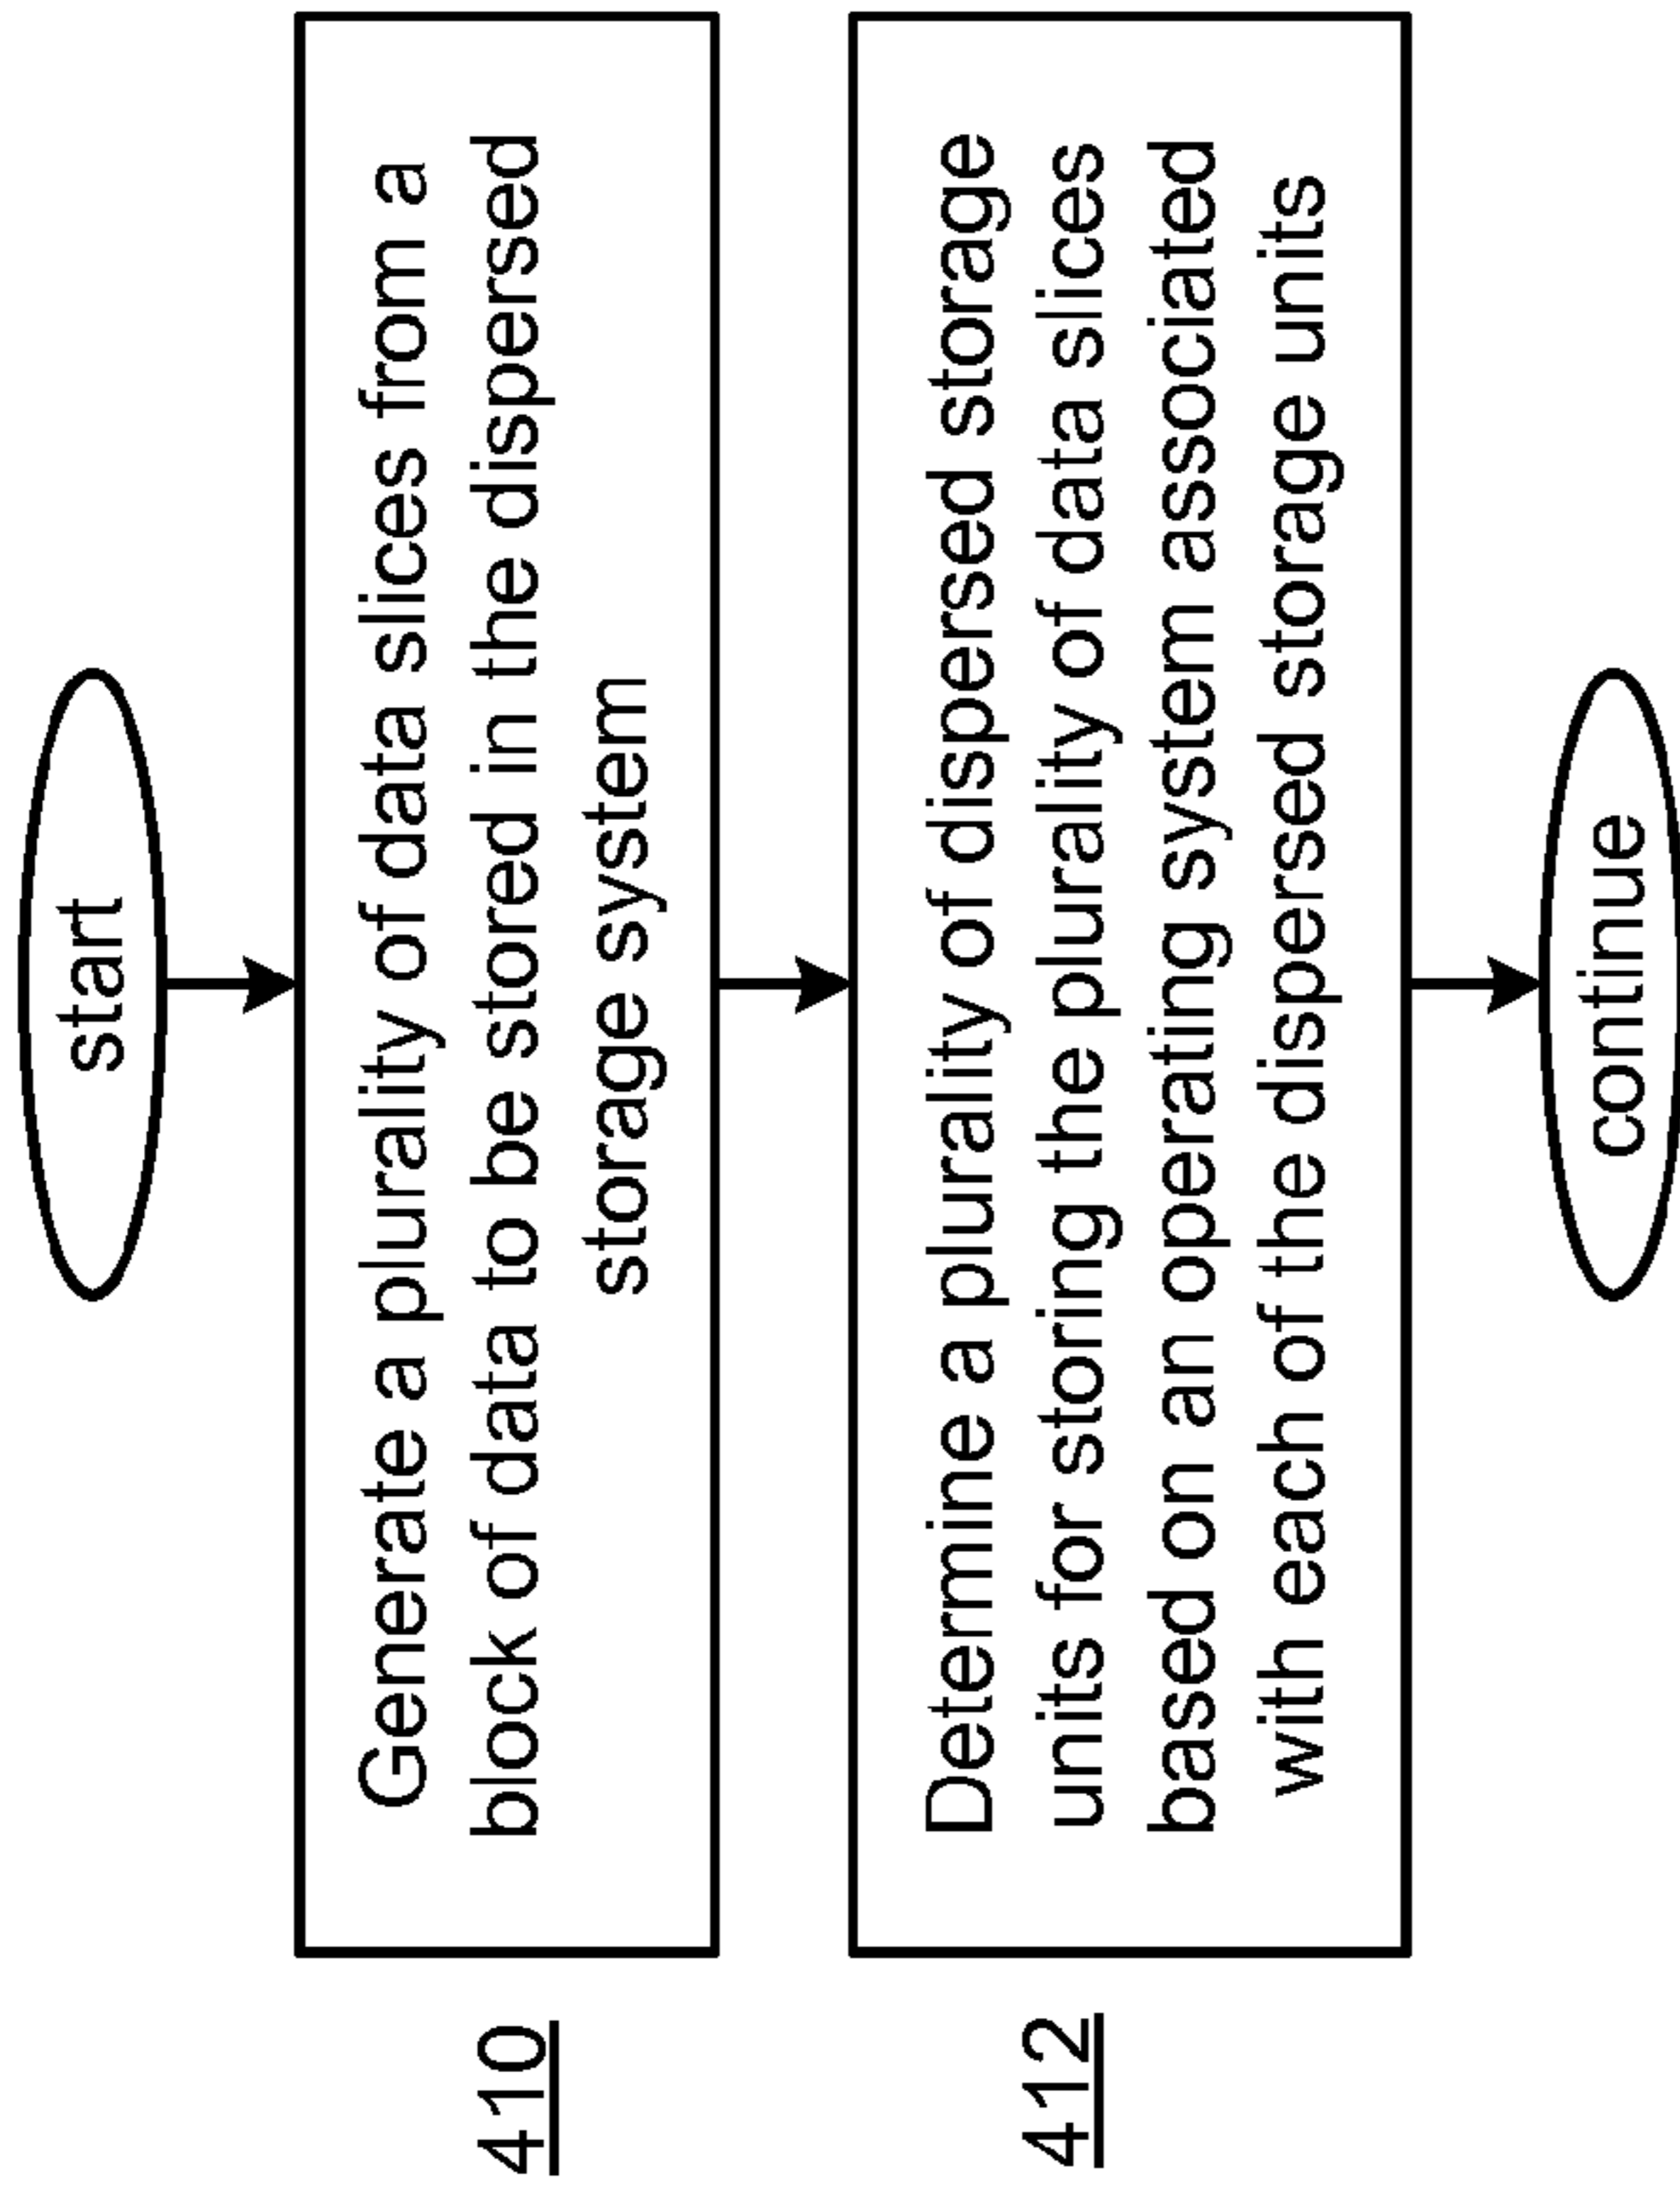 start
410
Generate a plurality of data slices from a
block of data to be stored in the dispersed
storage system
412
Determine a plurality of dispersed storage
units for storing the plurality of data slices
based on an operating system associated
with each of the dispersed storage units
continue